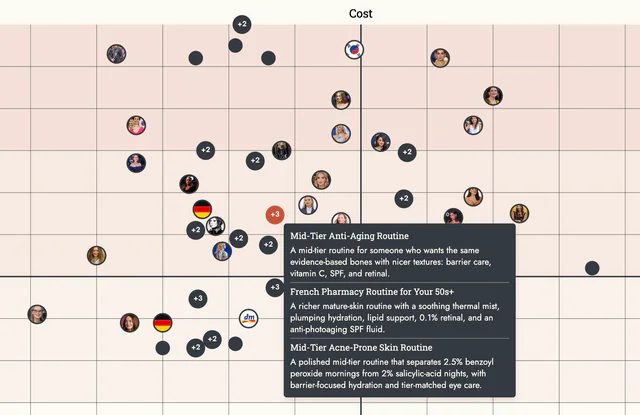 Cost
+2
+2
+2
+2
+2
+3
+2
+2
+2
+3
+3
dm
+2
+2
Mid-Tier Anti-Aging Routine
A mid-tier routine for someone who wants the same
evidence-based bones with nicer textures: barrier care,
vitamin C, SPF, and retinal.
French Pharmacy Routine for Your 50s+
A richer mature-skin routine with a soothing thermal mist,
plumping hydration, lipid support, 0.1% retinal, and an
anti-photoaging SPF fluid.
Mid-Tier Acne-Prone Skin Routine
A polished mid-tier routine that separates 2.5% benzoyl
peroxide mornings from 2% salicylic-acid nights, with
barrier-focused hydration and tier-matched eye care.